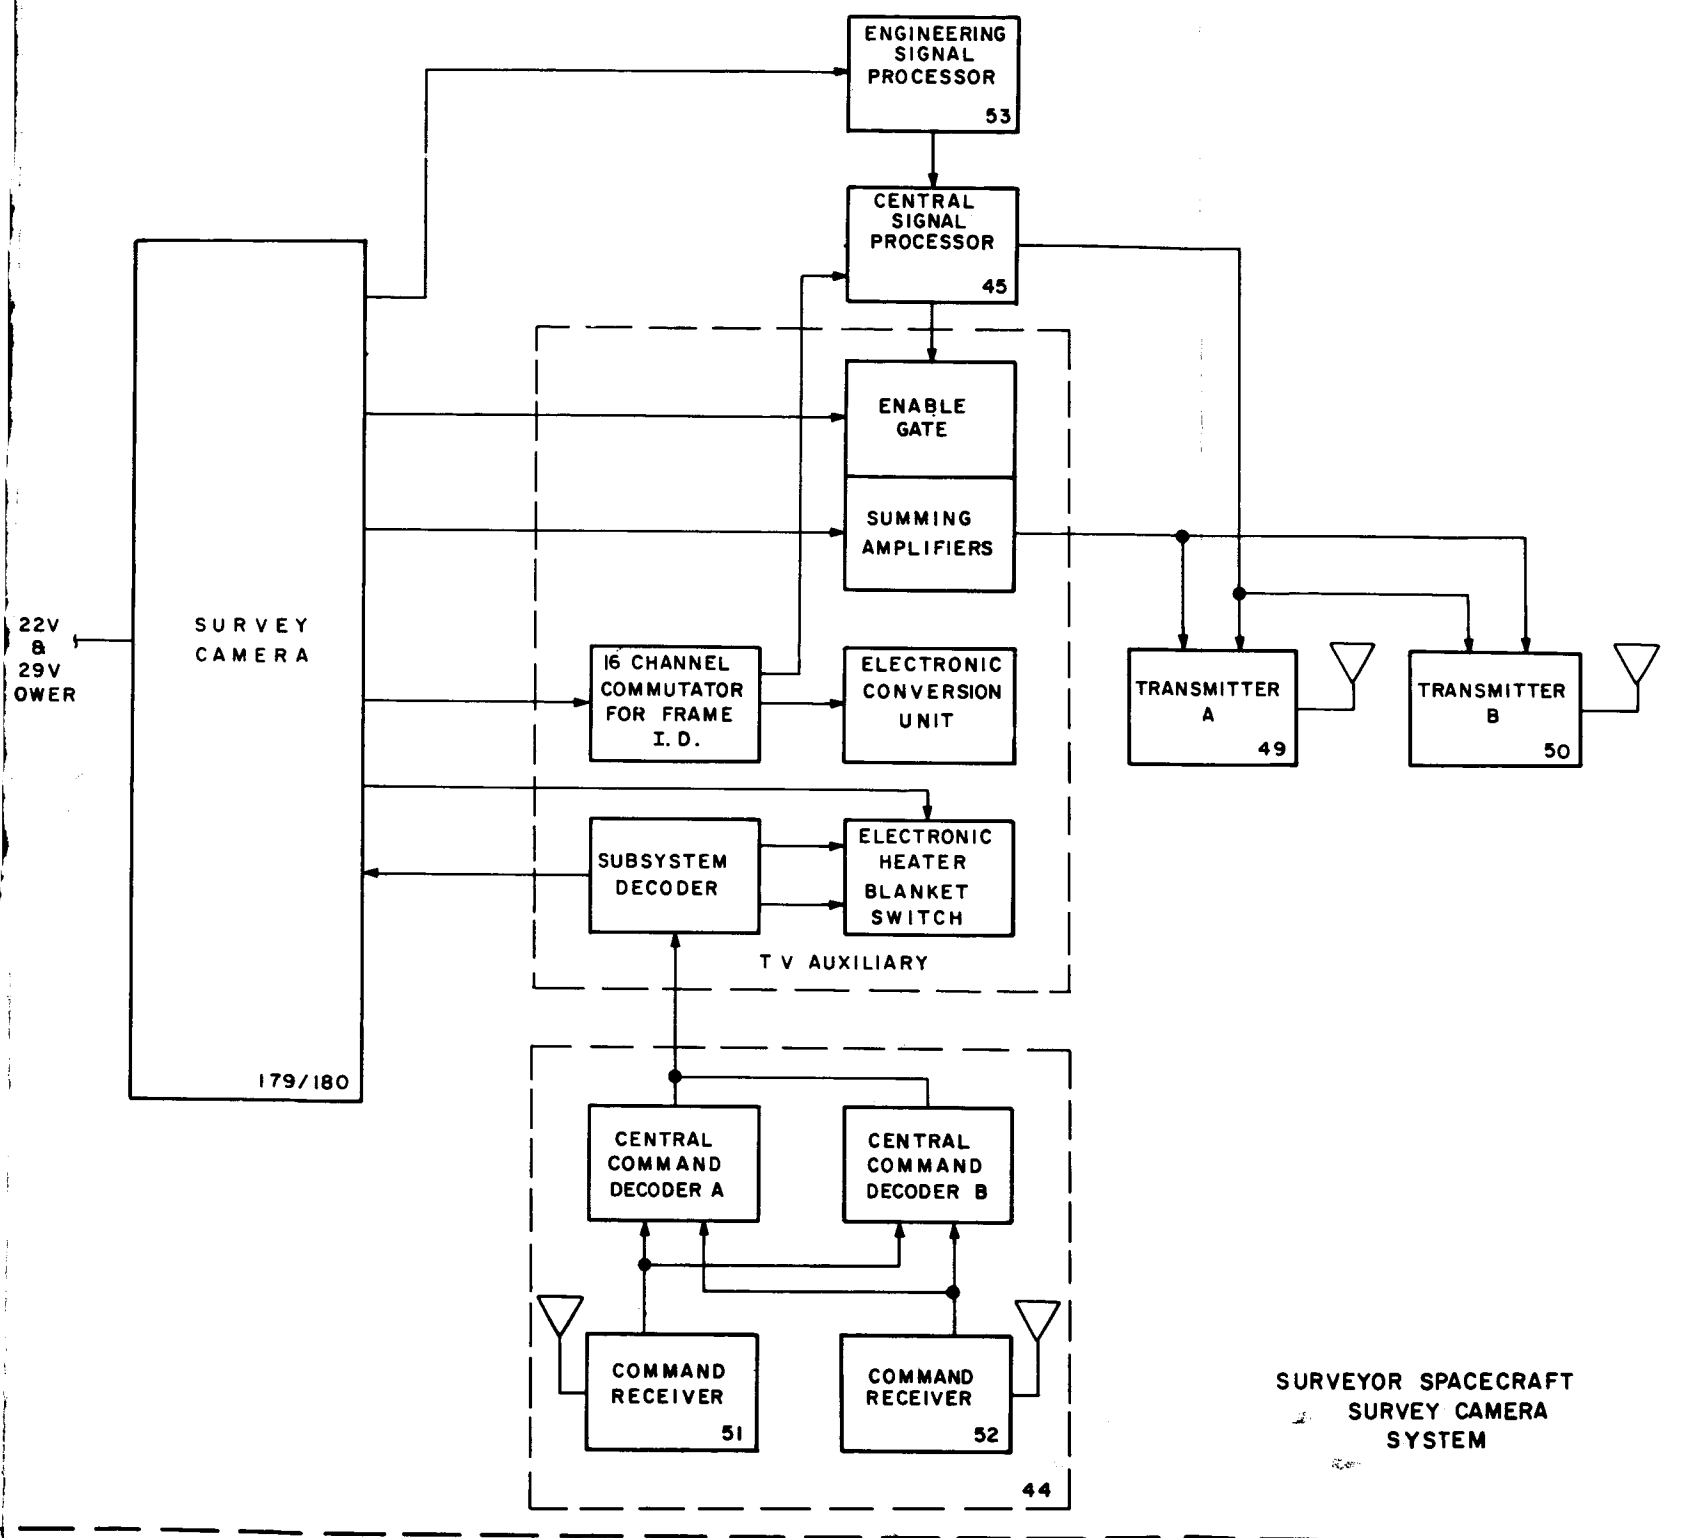 ENGINEERING
SIGNAL
PROCESSOR
53
CENTRAL
SIGNAL
PROCESSOR
45
ENABLE
GATE
SUMMING
AMPLIFIERS
22V
&
29V
OWER
SURVEY
CAMERA
179/180
16 CHANNEL
COMMUTATOR
FOR FRAME
I.D.
ELECTRONIC
CONVERSION
UNIT
TRANSMITTER
A
49
TRANSMITTER
B
50
SUBSYSTEM
DECODER
ELECTRONIC
HEATER
BLANKET
SWITCH
TV AUXILIARY
CENTRAL
COMMAND
DECODER A
CENTRAL
COMMAND
DECODER B
COMMAND
RECEIVER
51
COMMAND
RECEIVER
52
44
SURVEYOR SPACECRAFT
SURVEY CAMERA
SYSTEM